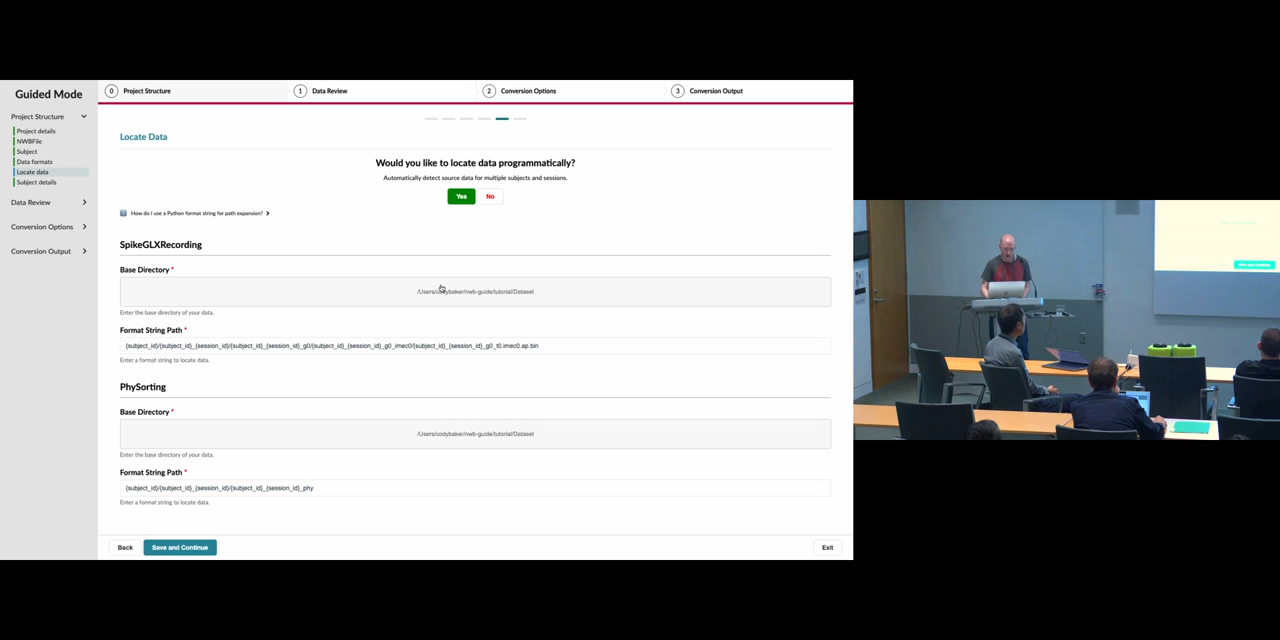 Guided Mode
Project Structure
Project details
NWBFile
Subject
Data formats
Locate data
Subject details
Data Review
Conversion Options
Conversion Output
0 Project Structure
1 Data Review
2 Conversion Options
3 Conversion Output
Locate Data
Would you like to locate data programmatically?
Automatically detect source data for multiple subjects and sessions.
Yes No
How do I use a Python format string for path expansion?
SpikeGLXRecording
Base Directory *
/Users/codybaker/nwb-guide/tutorial/Dataset
Enter the base directory of your data.
Format String Path *
{subject_id}/{subject_id}_{session_id}/{subject_id}_{session_id}_g0/{subject_id}_{session_id}_g0_imec0/{subject_id}_{session_id}_g0_t0.imec0.ap.bin
Enter a format string to locate data.
PhySorting
Base Directory *
/Users/codybaker/nwb-guide/tutorial/Dataset
Enter the base directory of your data.
Format String Path *
{subject_id}/{subject_id}_{session_id}/{subject_id}_{session_id}_phy
Enter a format string to locate data.
Back Save and Continue Exit